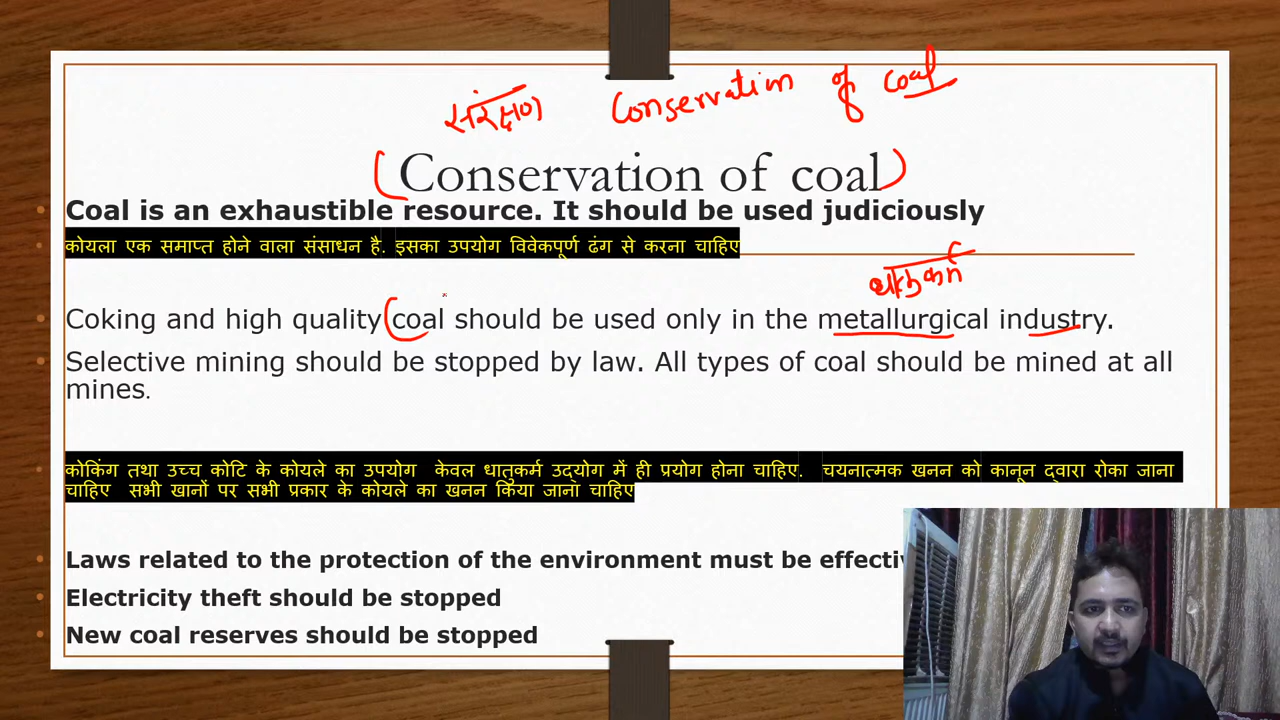 संरक्षण Conservation of coal
Conservation of coal
Coal is an exhaustible resource. It should be used judiciously
कोयला एक समाप्त होने वाला संसाधन है. इसका उपयोग विवेकपूर्ण ढंग से करना चाहिए
Coking and high quality coal should be used only in the metallurgical industry.
Selective mining should be stopped by law. All types of coal should be mined at all
mines.
कोकिंग तथा उच्च कोटि के कोयले का उपयोग केवल धातुकर्म उद्योग में ही प्रयोग होना चाहिए. चयनात्मक खनन को कानून द्वारा रोका जाना
चाहिए सभी खानों पर सभी प्रकार के कोयले का खनन किया जाना चाहिए
Laws related to the protection of the environment must be
Electricity theft should be stopped
New coal reserves should be stopped